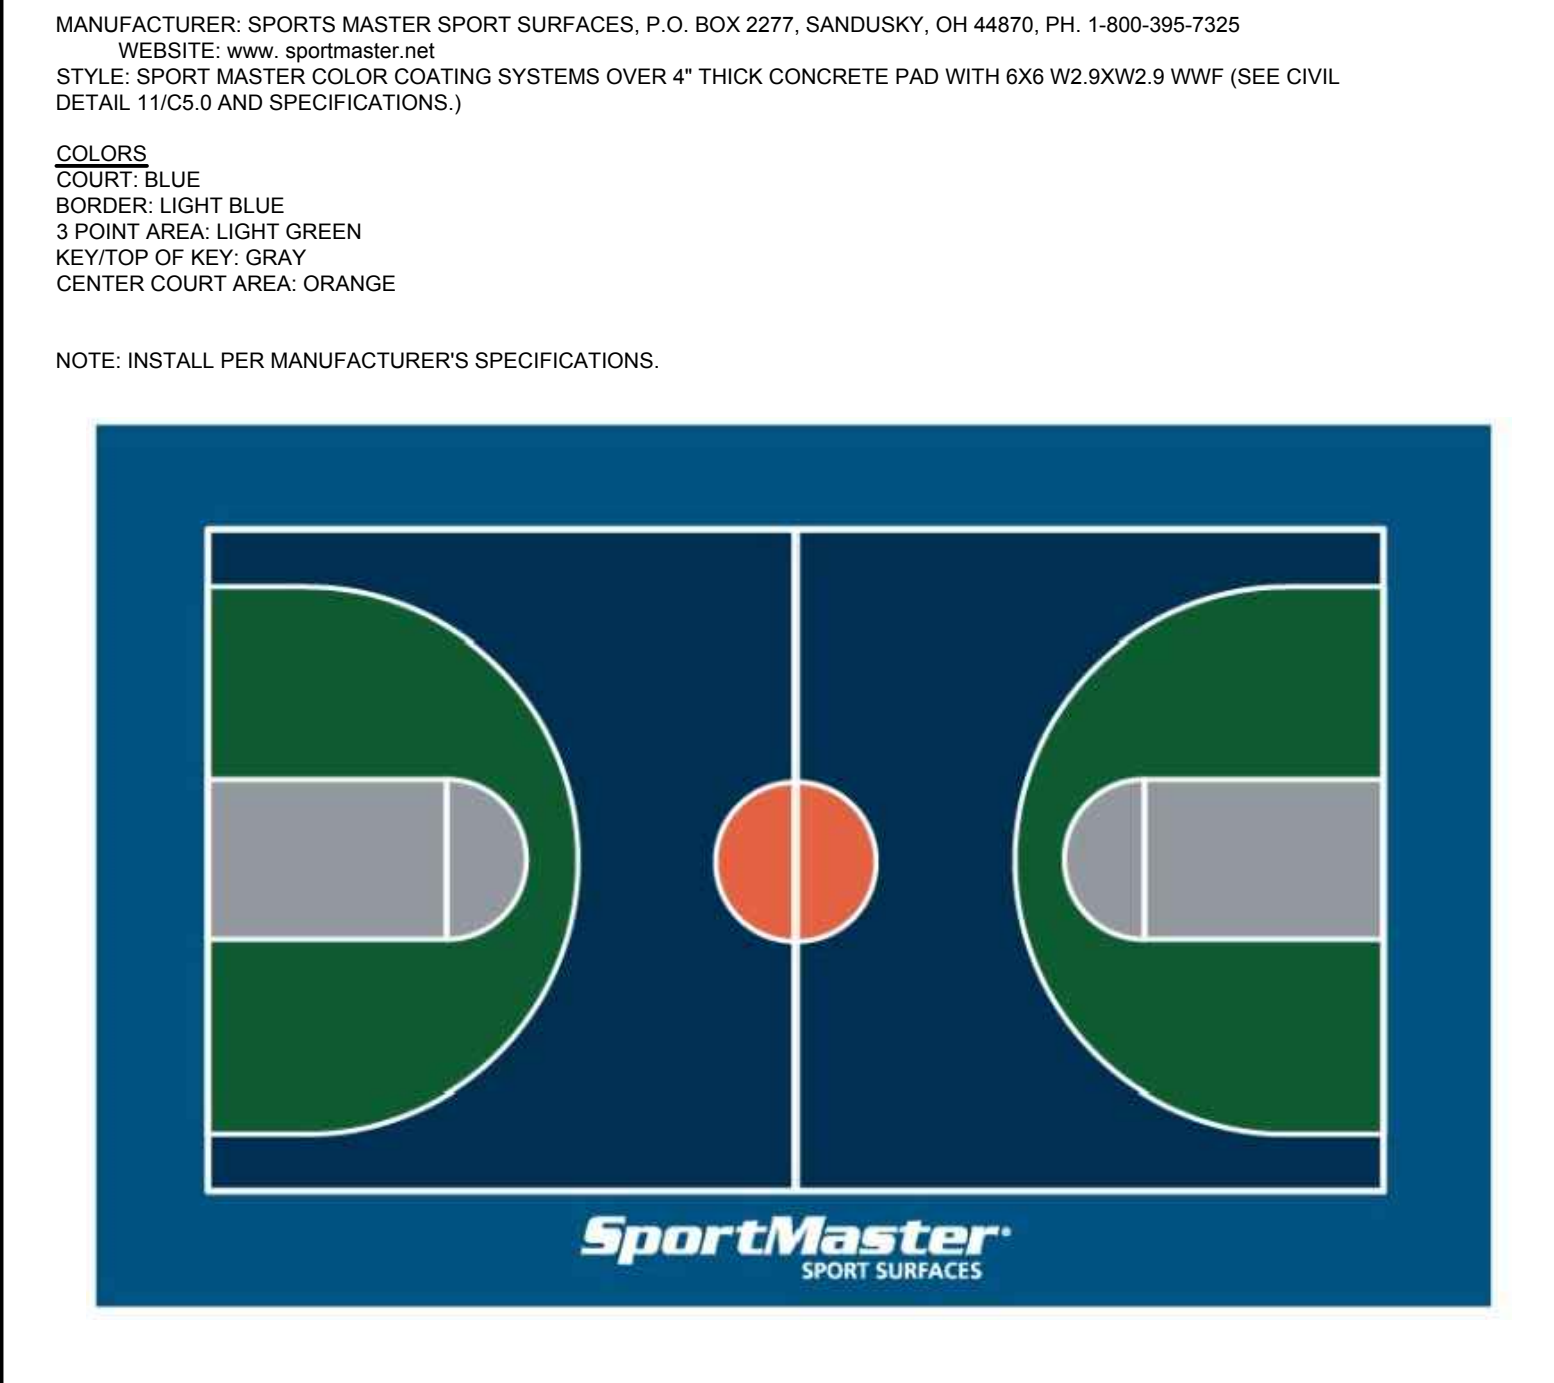 MANUFACTURER: SPORTS MASTER SPORT SURFACES, P.O. BOX 2277, SANDUSKY, OH 44870, PH. 1-800-395-7325
WEBSITE: www. sportmaster.net
STYLE: SPORT MASTER COLOR COATING SYSTEMS OVER 4" THICK CONCRETE PAD WITH 6X6 W2.9XW2.9 WWF (SEE CIVIL
DETAIL 11/C5.0 AND SPECIFICATIONS.)
COLORS
COURT: BLUE
BORDER: LIGHT BLUE
3 POINT AREA: LIGHT GREEN
KEY/TOP OF KEY: GRAY
CENTER COURT AREA: ORANGE
NOTE: INSTALL PER MANUFACTURER'S SPECIFICATIONS.
SportMaster
SPORT SURFACES